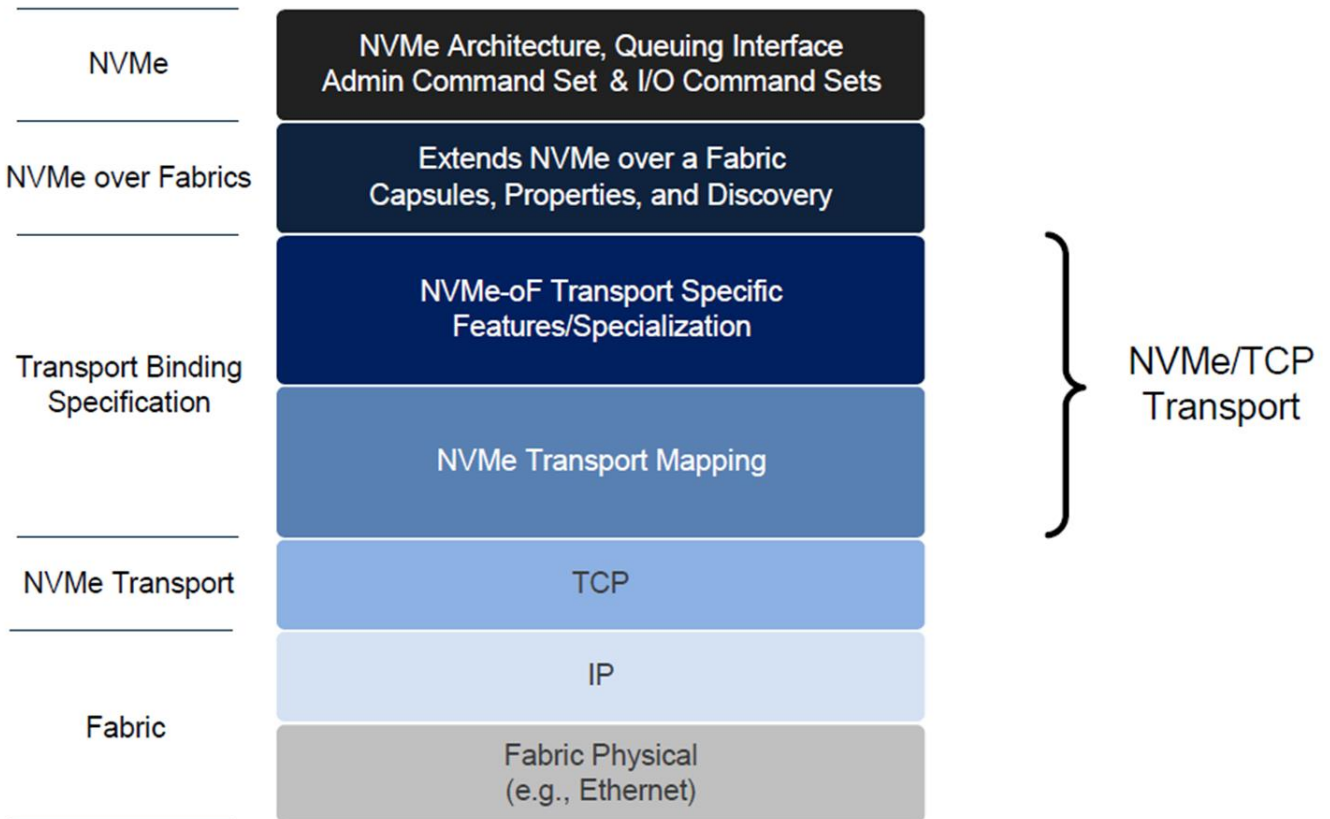 NVMe
NVMe Architecture, Queuing Interface
Admin Command Set & I/O Command Sets
NVMe over Fabrics
Extends NVMe over a Fabric
Capsules, Properties, and Discovery
Transport Binding
Specification
NVMe-oF Transport Specific
Features/Specialization
NVMe Transport Mapping
NVMe/TCP
Transport
NVMe Transport
TCP
Fabric
IP
Fabric Physical
(e.g., Ethernet)